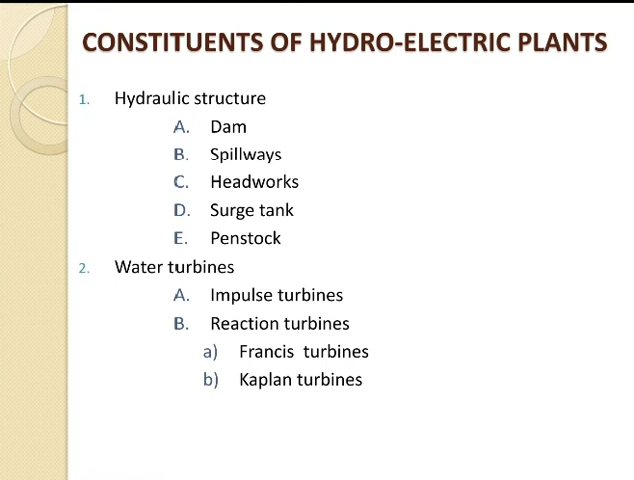 CONSTITUENTS OF HYDRO-ELECTRIC PLANTS
1. Hydraulic structure
A. Dam
B. Spillways
C. Headworks
D. Surge tank
E. Penstock
2. Water turbines
A. Impulse turbines
B. Reaction turbines
a) Francis turbines
b) Kaplan turbines